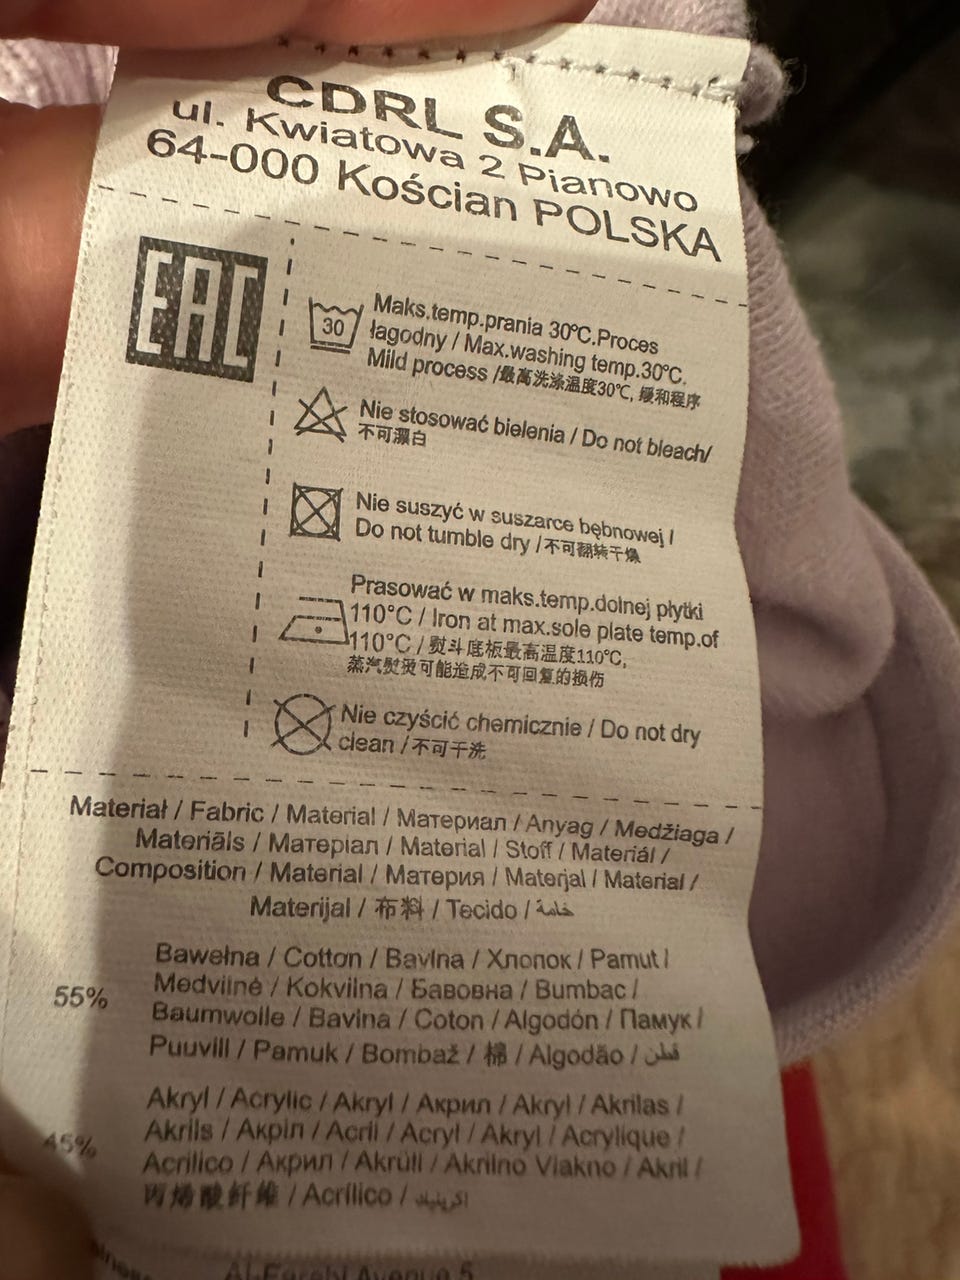 CDRL S.A.
ul. Kwiatowa 2 Pianowo
64-000 Kościan POLSKA
EAC
30
Maks.temp.prania 30°C.Proces
łagodny / Max.washing temp.30°C.
Mild process /最高洗涤温度30℃, 缓和程序
Nie stosować bielenia / Do not bleach/
不可漂白
Nie suszyć w suszarce bębnowej /
Do not tumble dry /不可翻转干燥
Prasować w maks.temp.dolnej płytki
110°C / Iron at max.sole plate temp.of
110°C / 熨斗底板最高温度110℃,
蒸汽熨烫可能造成不可回复的损伤
Nie czyścić chemicznie / Do not dry
clean /不可干洗
Materiał / Fabric / Material / Материал / Anyag / Medžiaga /
Materiāls / Матеріал / Material / Stoff / Materiál /
Composition / Material / Материя / Materjal / Material /
Materijal / 布料 / Tecido / خامة
Bawełna / Cotton / Bavlna / Хлопок / Pamut /
55% Medvilnė / Kokvilna / Бавовна / Bumbac /
Baumwolle / Bavlna / Coton / Algodón / Памук /
Puuvill / Pamuk / Bombaž / 棉 / Algodão / قطن
Akryl / Acrylic / Akryl / Акрил / Akryl / Akrilas /
45% Akrils / Акріл / Acril / Acryl / Akryl / Acrylique /
Acrílico / Акрил / Akrüül / Akrilno Vlakno / Akril /
丙烯酸纤维 / Acrílico /
Al-Farabi Avenue 5